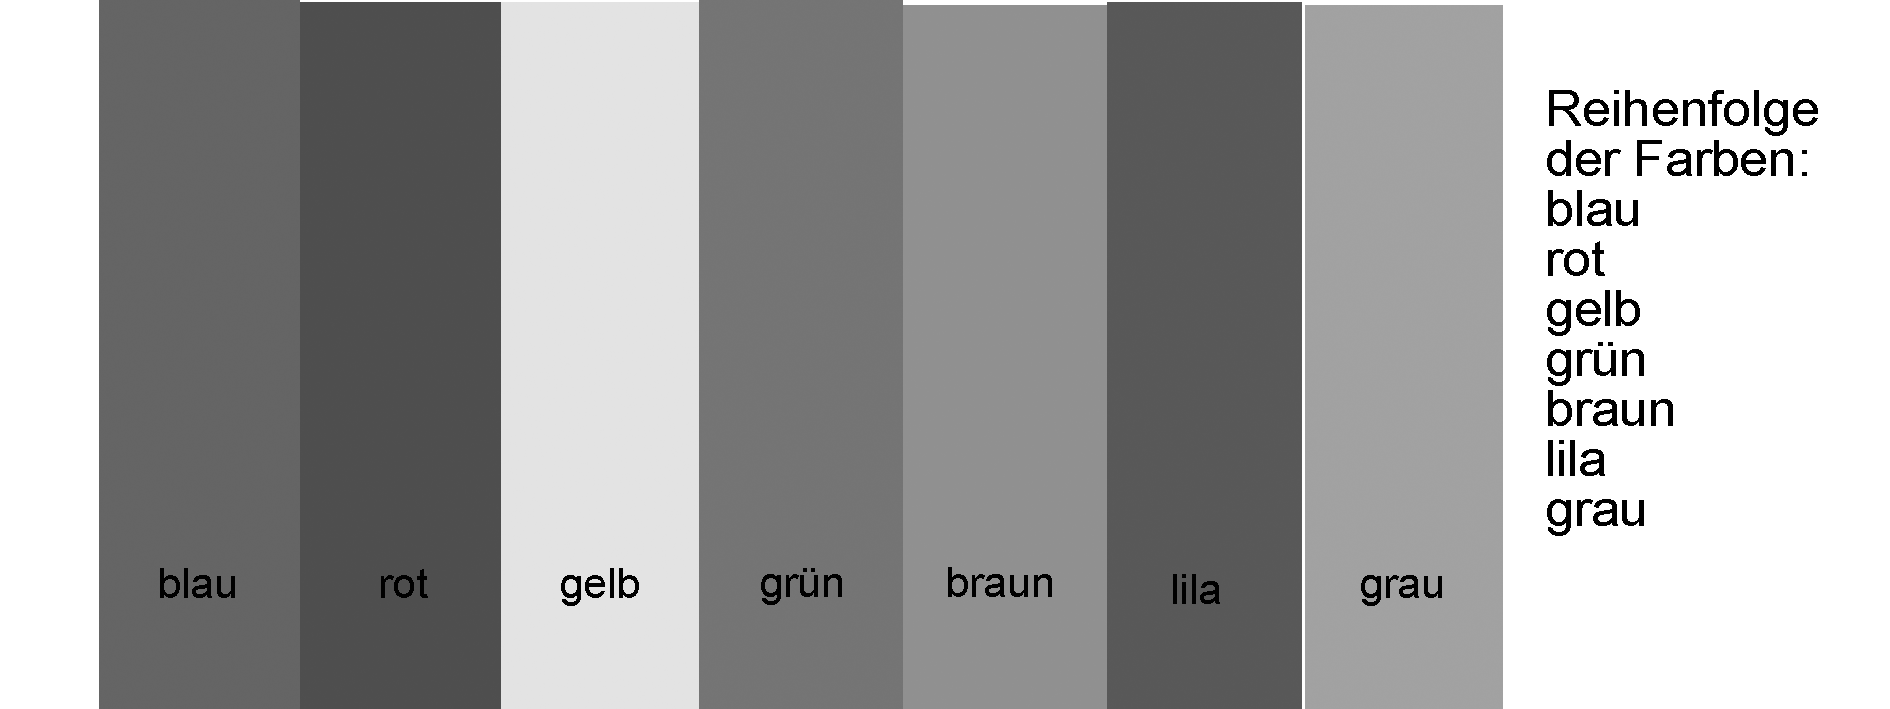 Reihenfolge
der Farben:
blau
rot
gelb
grün
braun
lila
grau
blau rot gelb grün braun lila grau